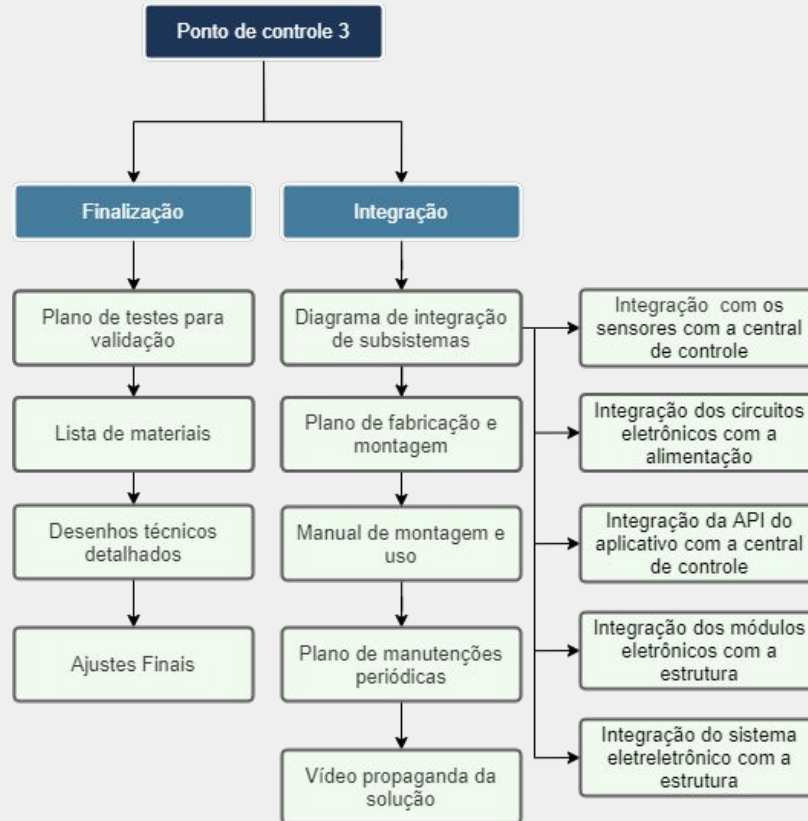 Ponto de controle 3
Finalização
Integração
Plano de testes para
validação
Lista de materiais
Desenhos técnicos
detalhados
Ajustes Finais
Diagrama de integração
de subsistemas
Plano de fabricação e
montagem
Manual de montagem e
uso
Plano de manutenções
periódicas
Vídeo propaganda da
solução
Integração com os
sensores com a central
de controle
Integração dos circuitos
eletrônicos com a
alimentação
Integração da API do
aplicativo com a central
de controle
Integração dos módulos
eletrônicos com a
estrutura
Integração do sistema
eletreletrônico com a
estrutura